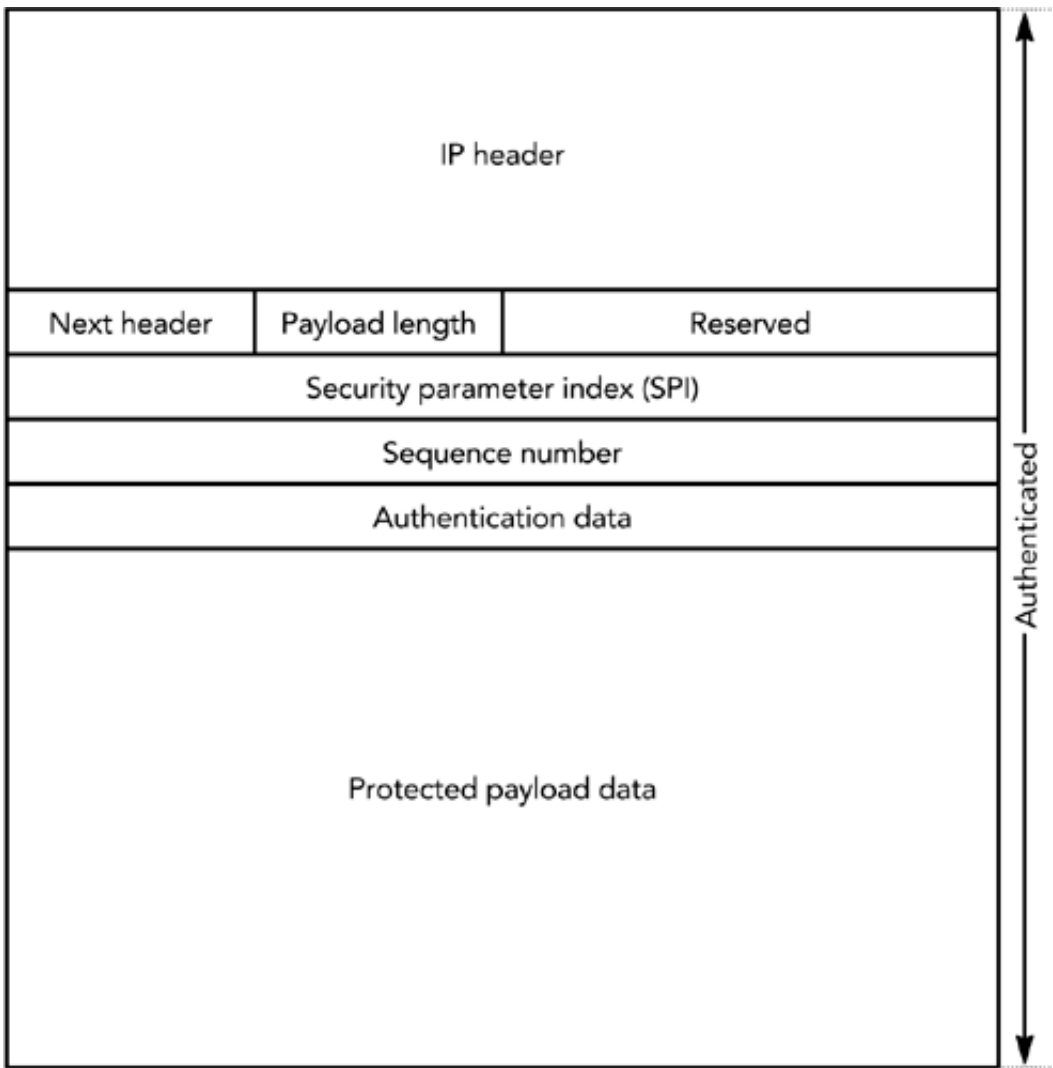 IP header
Next header
Payload length
Reserved
Security parameter index (SPI)
Sequence number
Authentication data
Authenticated
Protected payload data